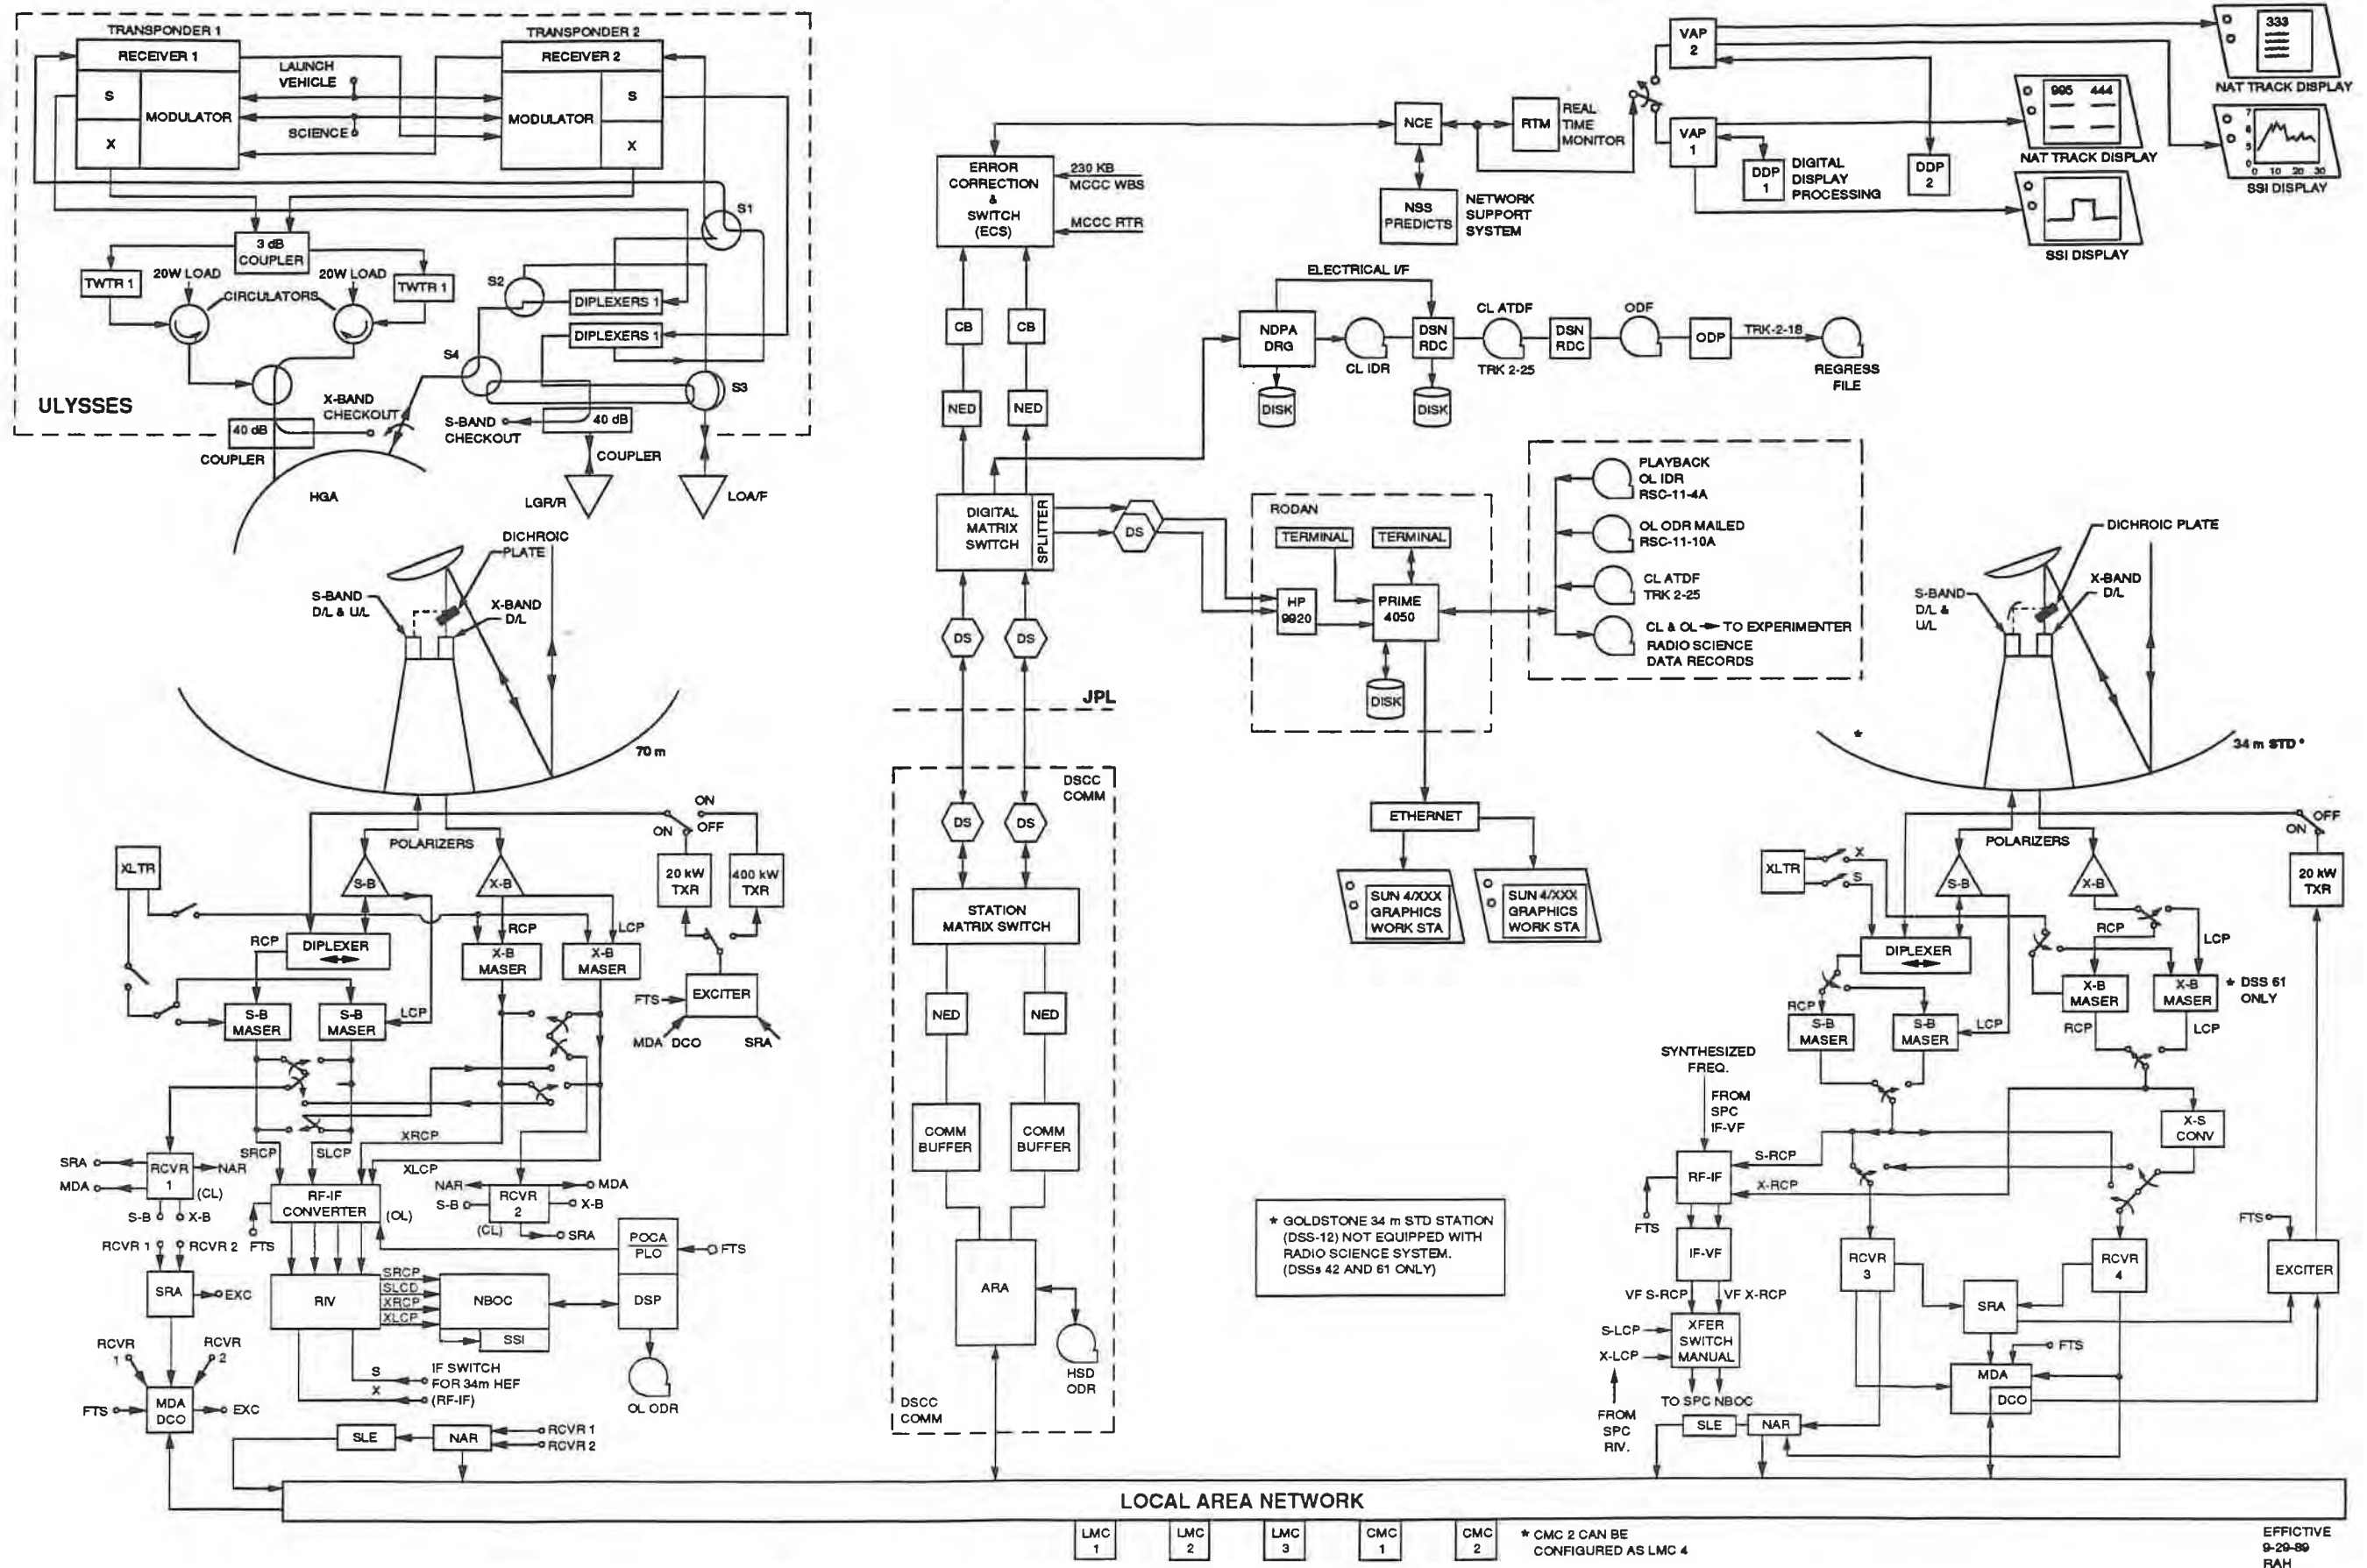 TRANSPONDER 1
RECEIVER 1
S
X
MODULATOR
LAUNCH
VEHICLE
SCIENCE
TRANSPONDER 2
RECEIVER 2
MODULATOR
S
X
S1
3 dB
COUPLER
TWTR 1
20W LOAD
20W LOAD
TWTR 1
CIRCULATORS
S2
DIPLEXERS 1
DIPLEXERS 1
S4
S3
ULYSSES
X-BAND
CHECKOUT
S-BAND
CHECKOUT
40 dB
40 dB
COUPLER
COUPLER
HGA
LGR/R
LOA/F
VAP
2
VAP
1
333
NAT TRACK DISPLAY
995 444
NAT TRACK DISPLAY
7
6
5
0
0 10 20 30
SSI DISPLAY
SSI DISPLAY
NCE
RTM
REAL
TIME
MONITOR
DDP
1
DIGITAL
DISPLAY
PROCESSING
DDP
2
NSS
PREDICTS
NETWORK
SUPPORT
SYSTEM
ERROR
CORRECTION
&
SWITCH
(ECS)
230 KB
MCCC WBS
MCCC RTR
CB
CB
NED
NED
ELECTRICAL I/F
NDPA
DRG
DISK
CL IDR
DSN
RDC
DISK
CL ATDF
TRK 2-25
DSN
RDC
ODF
ODP
TRK-2-18
REGRESS
FILE
DIGITAL
MATRIX
SWITCH
SPLITTER
DS
DS
DS
RODAN
TERMINAL
TERMINAL
HP
9920
PRIME
4050
DISK
PLAYBACK
OL IDR
RSC-11-4A
OL ODR MAILED
RSC-11-10A
CL ATDF
TRK 2-25
CL & OL TO EXPERIMENTER
RADIO SCIENCE
DATA RECORDS
ETHERNET
SUN 4/XXX
GRAPHICS
WORK STA
SUN 4/XXX
GRAPHICS
WORK STA
JPL
DSCC
COMM
DS
DS
STATION
MATRIX SWITCH
NED
NED
COMM
BUFFER
COMM
BUFFER
ARA
HSD
ODR
DSCC
COMM
DICHROIC
PLATE
S-BAND
D/L & U/L
X-BAND
D/L
70 m
POLARIZERS
ON
ON
OFF
XLTR
S-B
X-B
20 kW
TXR
400 kW
TXR
RCP
DIPLEXER
RCP
LCP
X-B
MASER
X-B
MASER
S-B
MASER
S-B
MASER
LCP
FTS
EXCITER
MDA DCO
SRA
XRCP
XLCP
SRCP
SLCP
SRA
MDA
RCVR
1
NAR
(CL)
S-B
X-B
RCVR 1
RCVR 2
SRA
EXC
RCVR
1
RCVR
2
FTS
MDA
DCO
EXC
RF-IF
CONVERTER
(OL)
FTS
RIV
SRCP
SLCD
XRCP
XLCP
NBOC
SSI
NAR
MDA
S-B
RCVR
2
X-B
(CL)
SRA
POCA
PLO
FTS
DSP
OL ODR
S
X
IF SWITCH
FOR 34m HEF
(RF-IF)
SLE
NAR
RCVR 1
RCVR 2
* GOLDSTONE 34 m STD STATION
(DSS-12) NOT EQUIPPED WITH
RADIO SCIENCE SYSTEM.
(DSSs 42 AND 61 ONLY)
DICHROIC PLATE
S-BAND
D/L &
U/L
X-BAND
D/L
*
34 m STD *
POLARIZERS
ON
OFF
20 kW
TXR
XLTR
X
S
S-B
X-B
DIPLEXER
RCP
LCP
X-B
MASER
X-B
MASER
* DSS 61
ONLY
RCP
S-B
MASER
S-B
MASER
LCP
RCP
LCP
SYNTHESIZED
FREQ.
FROM
SPC
IF-VF
X-S
CONV
S-RCP
X-RCP
RF-IF
FTS
IF-VF
VF S-RCP
VF X-RCP
S-LCP
X-LCP
XFER
SWITCH
MANUAL
TO SPC NBOC
FROM
SPC
RIV.
RCVR
3
RCVR
4
SRA
FTS
EXCITER
FTS
MDA
DCO
SLE
NAR
LOCAL AREA NETWORK
LMC
1
LMC
2
LMC
3
CMC
1
CMC
2
* CMC 2 CAN BE
CONFIGURED AS LMC 4
EFFICTIVE
9-29-89
RAH